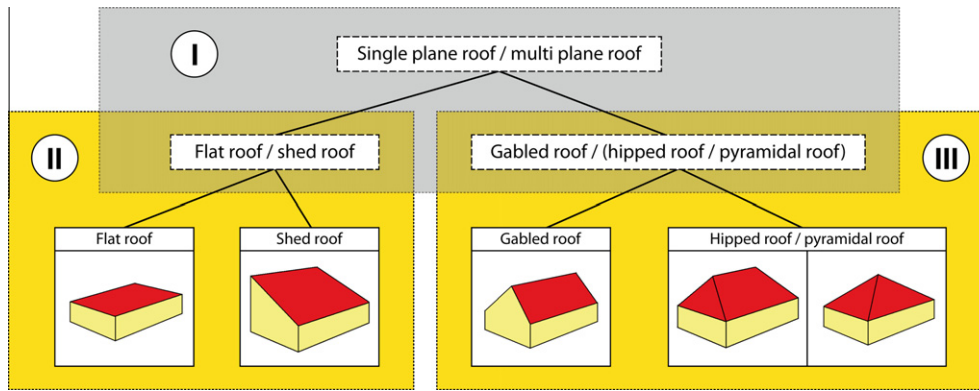 I
Single plane roof / multi plane roof
II
Flat roof / shed roof
Gabled roof / (hipped roof / pyramidal roof)
III
Flat roof
Shed roof
Gabled roof
Hipped roof / pyramidal roof